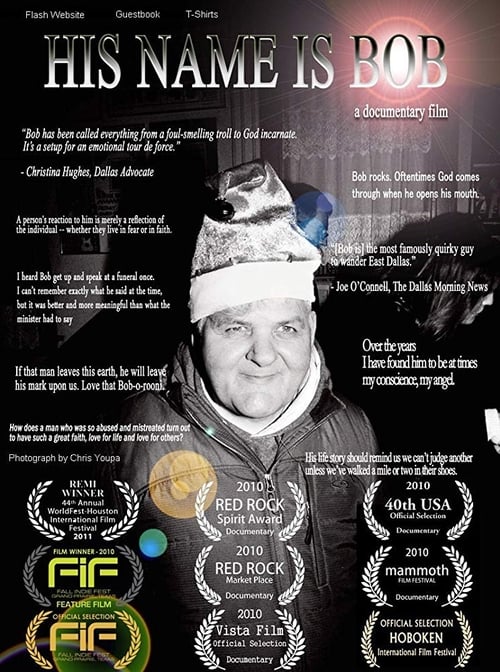 Flash Website Guestbook T-Shirts
HIS NAME IS BOB
a documentary film
"Bob has been called everything from a foul-smelling troll to God incarnate.
It's a setup for an emotional tour de force."
- Christina Hughes, Dallas Advocate
Bob rocks. Oftentimes God comes
through when he opens his mouth.
A person's reaction to him is merely a reflection of
the individual -- whether they live in fear or in faith.
"[Bob is] the most famously quirky guy
to wander East Dallas."
- Joe O'Connell, The Dallas Morning News
I heard Bob get up and speak at a funeral once.
I can't remember exactly what he said at the time,
but it was better and more meaningful than what the
minister had to say
Over the years
I have found him to be at times
my conscience, my angel.
If that man leaves this earth, he will leave
his mark upon us. Love that Bob-o-rooni.
How does a man who was so abused and mistreated turn out
to have such a great faith, love for life and love for others?
His life story should remind us we can't judge another
unless we've walked a mile or two in their shoes.
Photograph by Chris Youpa
REMI
WINNER
44th Annual
WorldFest-Houston
International Film
Festival
2011
2010
RED ROCK
Spirit Award
Documentary
2010
40th USA
Official Selection
Documentary
FILM WINNER - 2010
FiF
FALL INDIE FEST
GRAND PRAIRIE, TEXAS
FEATURE FILM
2010
RED ROCK
Market Place
Documentary
2010
mammoth
FILM FESTIVAL
Documentary
OFFICIAL SELECTION
FiF
FALL INDIE FEST
GRAND PRAIRIE, TEXAS
2010
Vista Film
Official Selection
Documentary
OFFICIAL SELECTION
HOBOKEN
International Film Festival